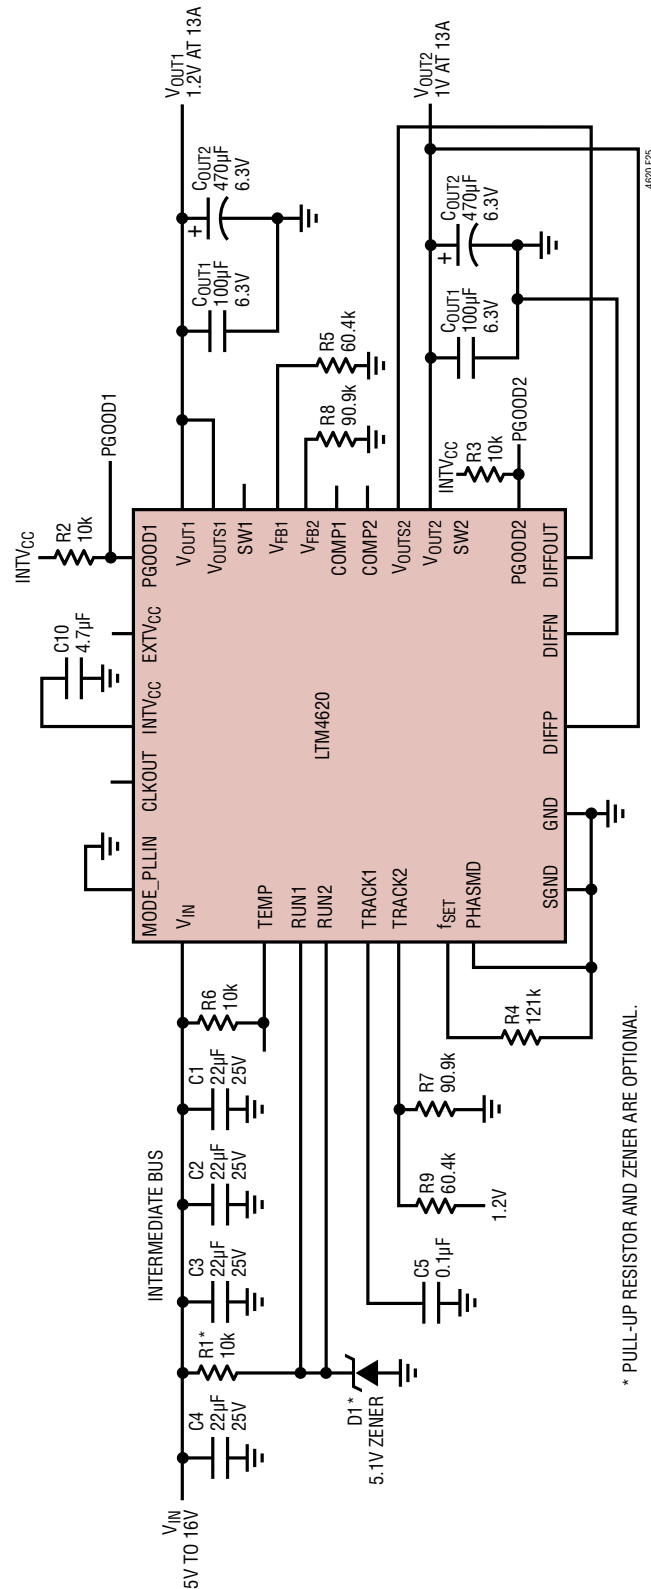 INTERMEDIATE BUS
VIN
5V TO 16V
C4
22µF
25V
R1*
10k
C3
22µF
25V
C2
22µF
25V
C1
22µF
25V
R6
10k
D1*
5.1V ZENER
C5
0.1µF
R9
60.4k
1.2V
R7
90.9k
R4
121k
LTM4620
MODE_PLLIN
CLKOUT
INTVCC
EXTVCC
PGOOD1
VIN
TEMP
RUN1
RUN2
TRACK1
TRACK2
fSET
PHASMD
SGND
GND
DIFFP
DIFFN
DIFFOUT
VOUT1
VOUTS1
SW1
VFB1
VFB2
COMP1
COMP2
VOUTS2
VOUT2
SW2
PGOOD2
C10
4.7µF
INTVCC
R2
10k
PGOOD1
VOUT1
1.2V AT 13A
COUT1
100µF
6.3V
+
COUT2
470µF
6.3V
R5
60.4k
R8
90.9k
INTVCC
R3
10k
PGOOD2
COUT1
100µF
6.3V
+
COUT2
470µF
6.3V
VOUT2
1V AT 13A
* PULL-UP RESISTOR AND ZENER ARE OPTIONAL.
4620 F25